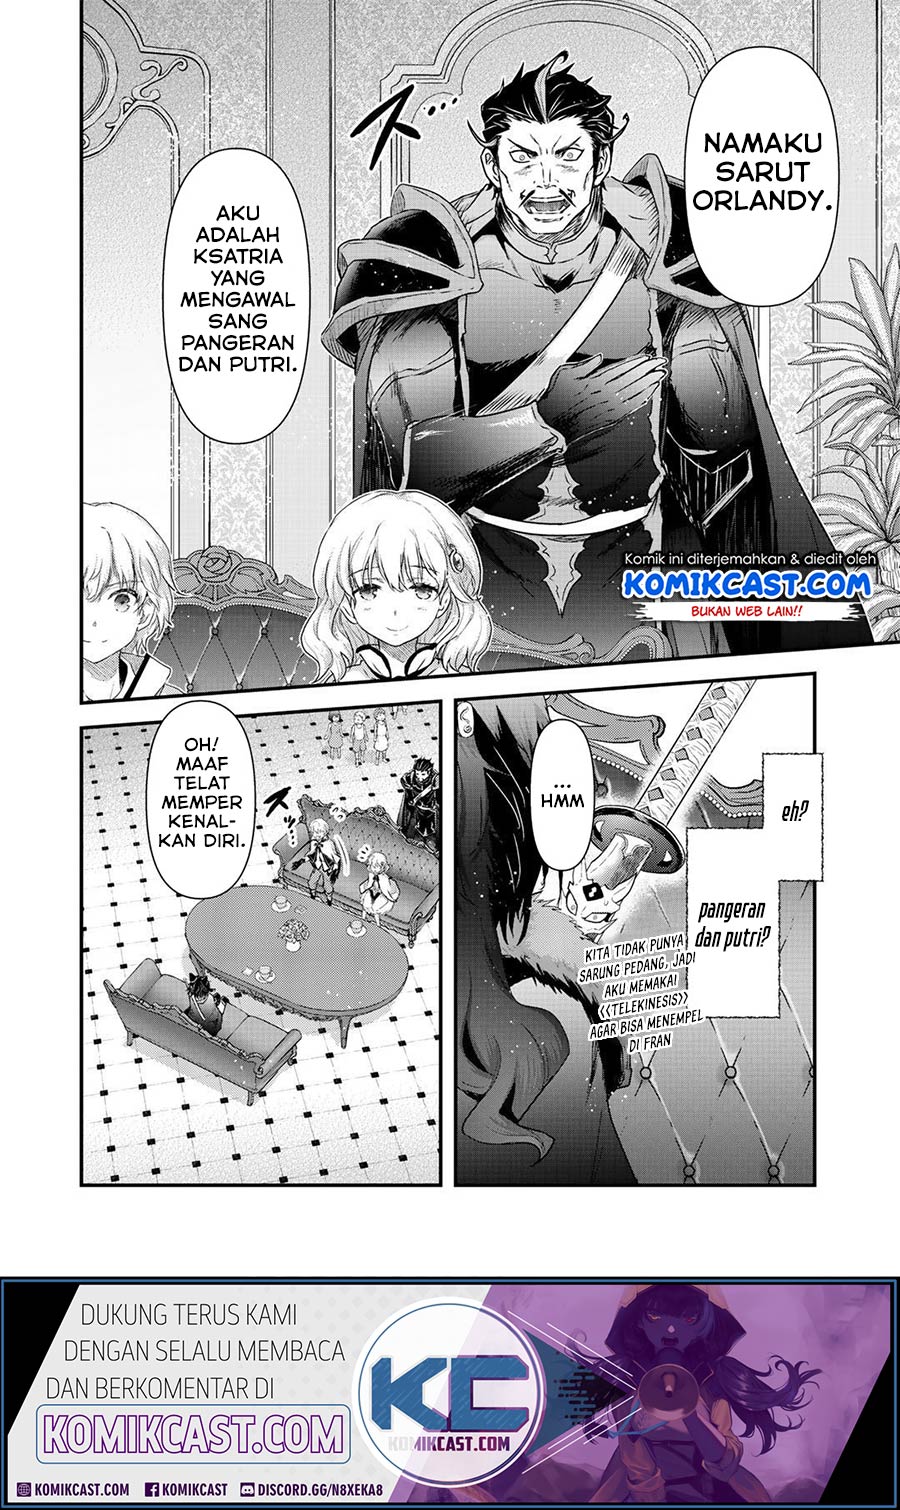 NAMAKU
SARUT
ORLANDY.
ス…
AKU
ADALAH
KSATRIA
YANG
MENGAWAL
SANG
PANGERAN
DAN PUTRI.
Komik ini diterjemahkan & diedit oleh
KOMIKCAST.COM
BUKAN WEB LAIN!!
eh?
pangeran
dan putri?
...
HMM
KITA TIDAK PUNYA
SARUNG PEDANG, JADI
AKU MEMAKAI
<<TELEKINESIS>>
AGAR BISA MENEMPEL
DI FRAN
OH!
MAAF
TELAT
MEMPER
KENAL-
KAN DIRI.
DUKUNG TERUS KAMI
DENGAN SELALU MEMBACA
DAN BERKOMENTAR DI
KOMIKCAST.COM
KOMIKCAST
KOMIKCAST
DISCORD.GG/N8XEKA8
KC
KOMIKCAST.COM